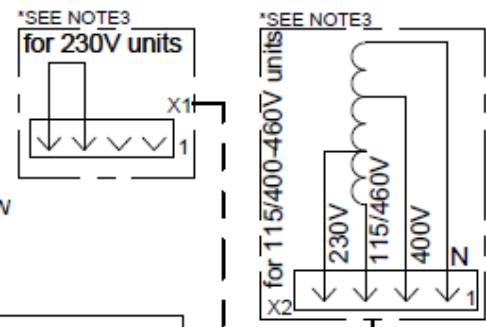 *SEE NOTE3
for 230V units
X1
1
*SEE NOTE3
for 115/400-460V units
230V
115/460V
400V
N
X2
1